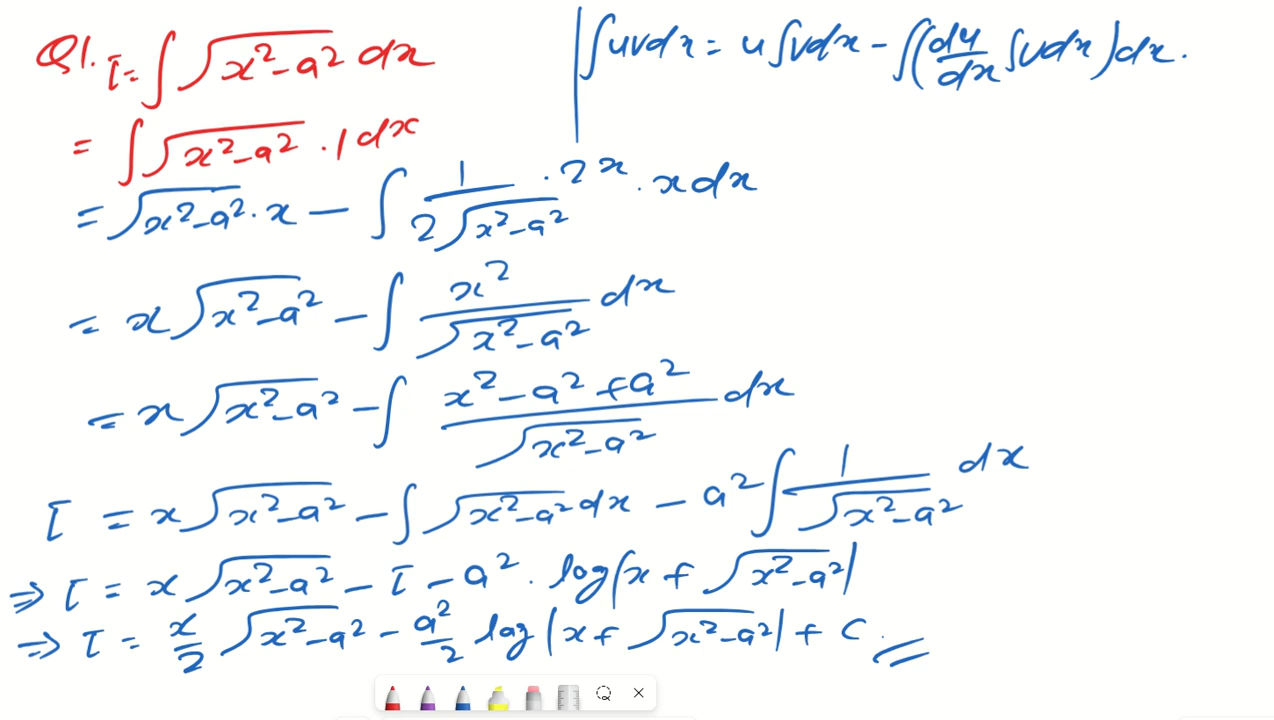 Q1. I = ∫ √(x² - a²) dx
∫ uv dx = u ∫ v dx - ∫ (du/dx ∫ v dx) dx.
= ∫ √(x² - a²) . 1 dx
= √(x² - a²) . x - ∫ 1/(2√(x² - a²)) . 2x . x dx
= x √(x² - a²) - ∫ x²/√(x² - a²) dx
= x √(x² - a²) - ∫ (x² - a² + a²)/√(x² - a²) dx
I = x √(x² - a²) - ∫ √(x² - a²) dx - a² ∫ 1/√(x² - a²) dx
⇒ I = x √(x² - a²) - I - a² . log|x + √(x² - a²)|
⇒ I = x/2 √(x² - a²) - a²/2 log|x + √(x² - a²)| + C.